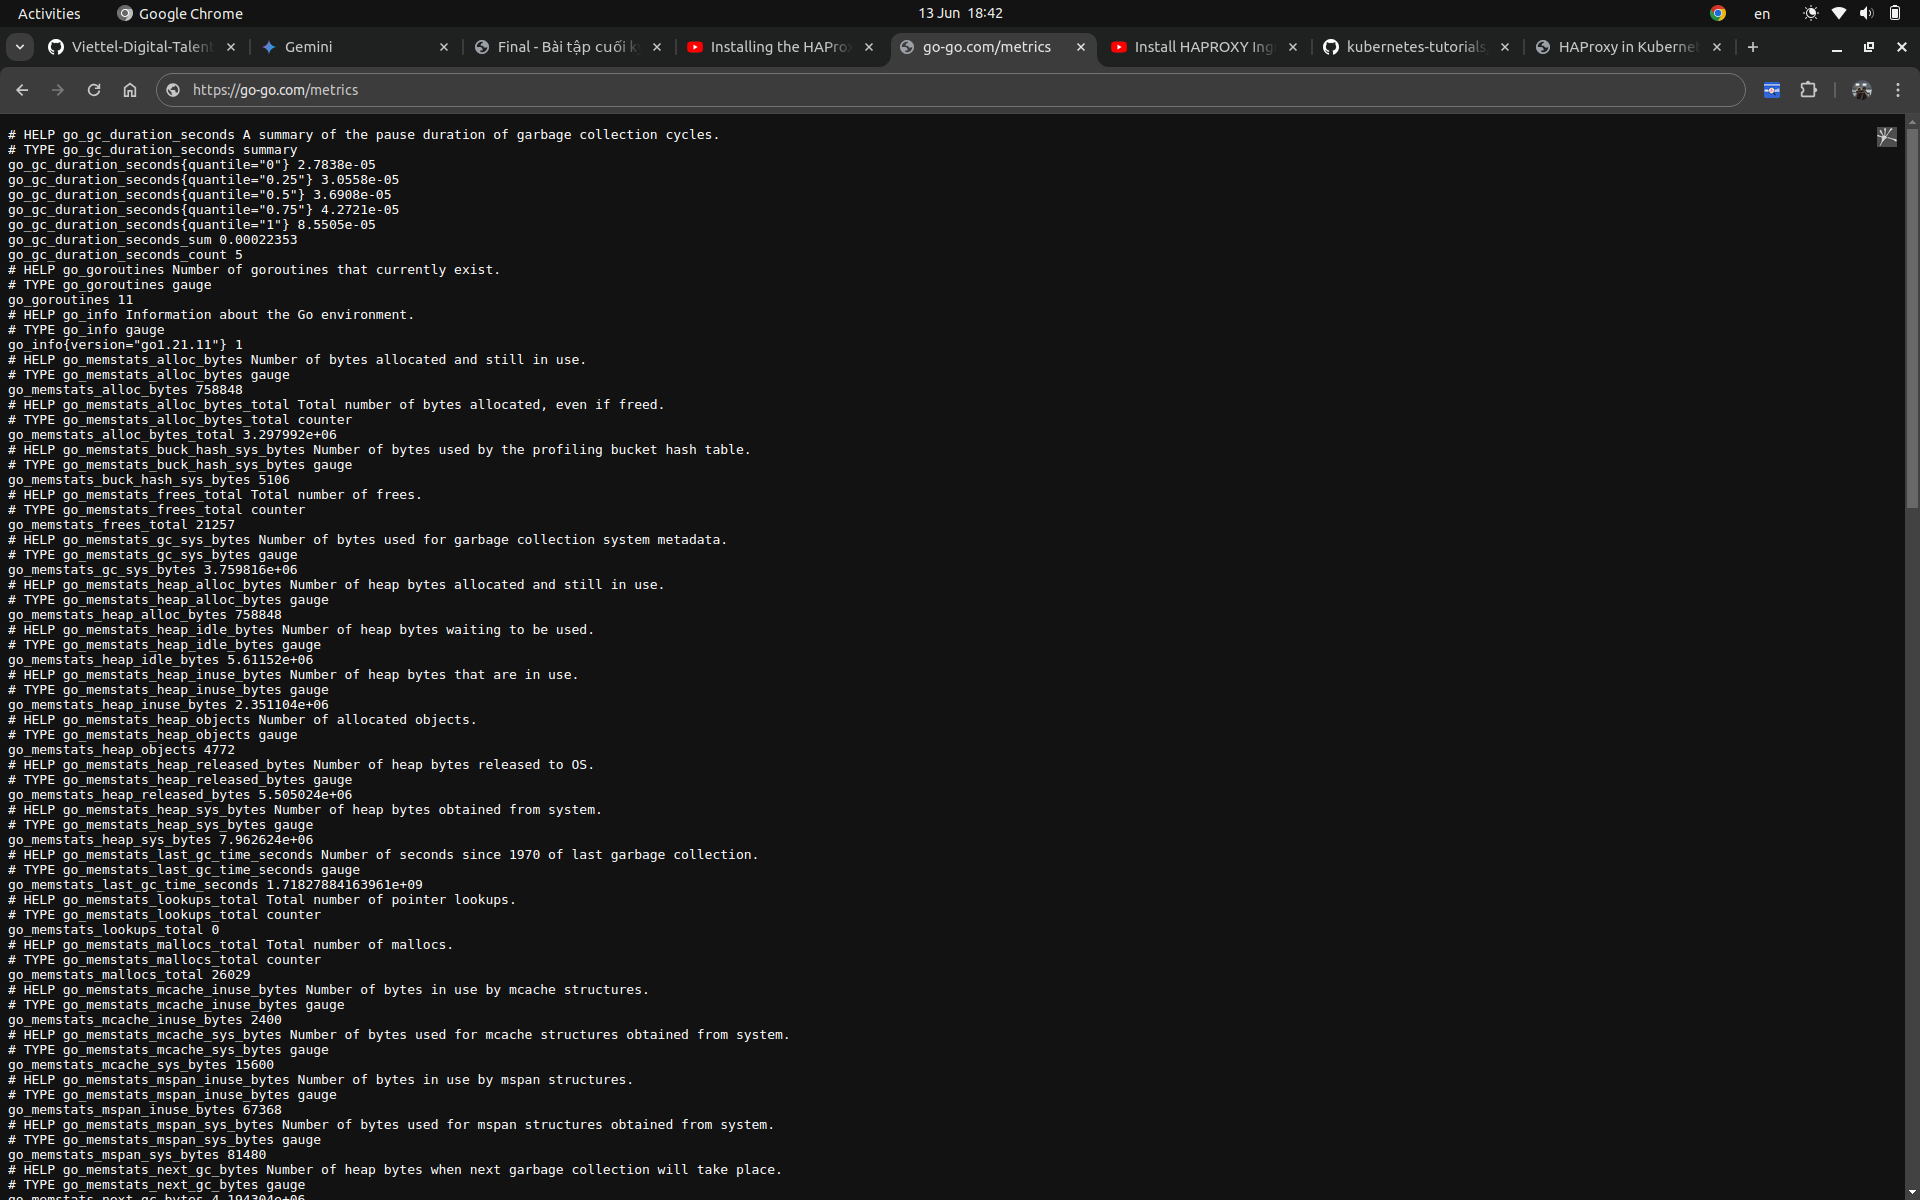 Activities
Google Chrome
13 Jun 18:42
en
Viettel-Digital-Talen
Gemini
Final - Bài tập cuối k
Installing the HAPro
go-go.com/metrics
Install HAPROXY Ing
kubernetes-tutorials
HAProxy in Kuberne
https://go-go.com/metrics
# HELP go_gc_duration_seconds A summary of the pause duration of garbage collection cycles.
# TYPE go_gc_duration_seconds summary
go_gc_duration_seconds{quantile="0"} 2.7838e-05
go_gc_duration_seconds{quantile="0.25"} 3.0558e-05
go_gc_duration_seconds{quantile="0.5"} 3.6908e-05
go_gc_duration_seconds{quantile="0.75"} 4.2721e-05
go_gc_duration_seconds{quantile="1"} 8.5505e-05
go_gc_duration_seconds_sum 0.00022353
go_gc_duration_seconds_count 5
# HELP go_goroutines Number of goroutines that currently exist.
# TYPE go_goroutines gauge
go_goroutines 11
# HELP go_info Information about the Go environment.
# TYPE go_info gauge
go_info{version="go1.21.11"} 1
# HELP go_memstats_alloc_bytes Number of bytes allocated and still in use.
# TYPE go_memstats_alloc_bytes gauge
go_memstats_alloc_bytes 758848
# HELP go_memstats_alloc_bytes_total Total number of bytes allocated, even if freed.
# TYPE go_memstats_alloc_bytes_total counter
go_memstats_alloc_bytes_total 3.297992e+06
# HELP go_memstats_buck_hash_sys_bytes Number of bytes used by the profiling bucket hash table.
# TYPE go_memstats_buck_hash_sys_bytes gauge
go_memstats_buck_hash_sys_bytes 5106
# HELP go_memstats_frees_total Total number of frees.
# TYPE go_memstats_frees_total counter
go_memstats_frees_total 21257
# HELP go_memstats_gc_sys_bytes Number of bytes used for garbage collection system metadata.
# TYPE go_memstats_gc_sys_bytes gauge
go_memstats_gc_sys_bytes 3.759816e+06
# HELP go_memstats_heap_alloc_bytes Number of heap bytes allocated and still in use.
# TYPE go_memstats_heap_alloc_bytes gauge
go_memstats_heap_alloc_bytes 758848
# HELP go_memstats_heap_idle_bytes Number of heap bytes waiting to be used.
# TYPE go_memstats_heap_idle_bytes gauge
go_memstats_heap_idle_bytes 5.61152e+06
# HELP go_memstats_heap_inuse_bytes Number of heap bytes that are in use.
# TYPE go_memstats_heap_inuse_bytes gauge
go_memstats_heap_inuse_bytes 2.351104e+06
# HELP go_memstats_heap_objects Number of allocated objects.
# TYPE go_memstats_heap_objects gauge
go_memstats_heap_objects 4772
# HELP go_memstats_heap_released_bytes Number of heap bytes released to OS.
# TYPE go_memstats_heap_released_bytes gauge
go_memstats_heap_released_bytes 5.505024e+06
# HELP go_memstats_heap_sys_bytes Number of heap bytes obtained from system.
# TYPE go_memstats_heap_sys_bytes gauge
go_memstats_heap_sys_bytes 7.962624e+06
# HELP go_memstats_last_gc_time_seconds Number of seconds since 1970 of last garbage collection.
# TYPE go_memstats_last_gc_time_seconds gauge
go_memstats_last_gc_time_seconds 1.71827884163961e+09
# HELP go_memstats_lookups_total Total number of pointer lookups.
# TYPE go_memstats_lookups_total counter
go_memstats_lookups_total 0
# HELP go_memstats_mallocs_total Total number of mallocs.
# TYPE go_memstats_mallocs_total counter
go_memstats_mallocs_total 26029
# HELP go_memstats_mcache_inuse_bytes Number of bytes in use by mcache structures.
# TYPE go_memstats_mcache_inuse_bytes gauge
go_memstats_mcache_inuse_bytes 2400
# HELP go_memstats_mcache_sys_bytes Number of bytes used for mcache structures obtained from system.
# TYPE go_memstats_mcache_sys_bytes gauge
go_memstats_mcache_sys_bytes 15600
# HELP go_memstats_mspan_inuse_bytes Number of bytes in use by mspan structures.
# TYPE go_memstats_mspan_inuse_bytes gauge
go_memstats_mspan_inuse_bytes 67368
# HELP go_memstats_mspan_sys_bytes Number of bytes used for mspan structures obtained from system.
# TYPE go_memstats_mspan_sys_bytes gauge
go_memstats_mspan_sys_bytes 81480
# HELP go_memstats_next_gc_bytes Number of heap bytes when next garbage collection will take place.
# TYPE go_memstats_next_gc_bytes gauge
go_memstats_next_gc_bytes 4.194304e+06